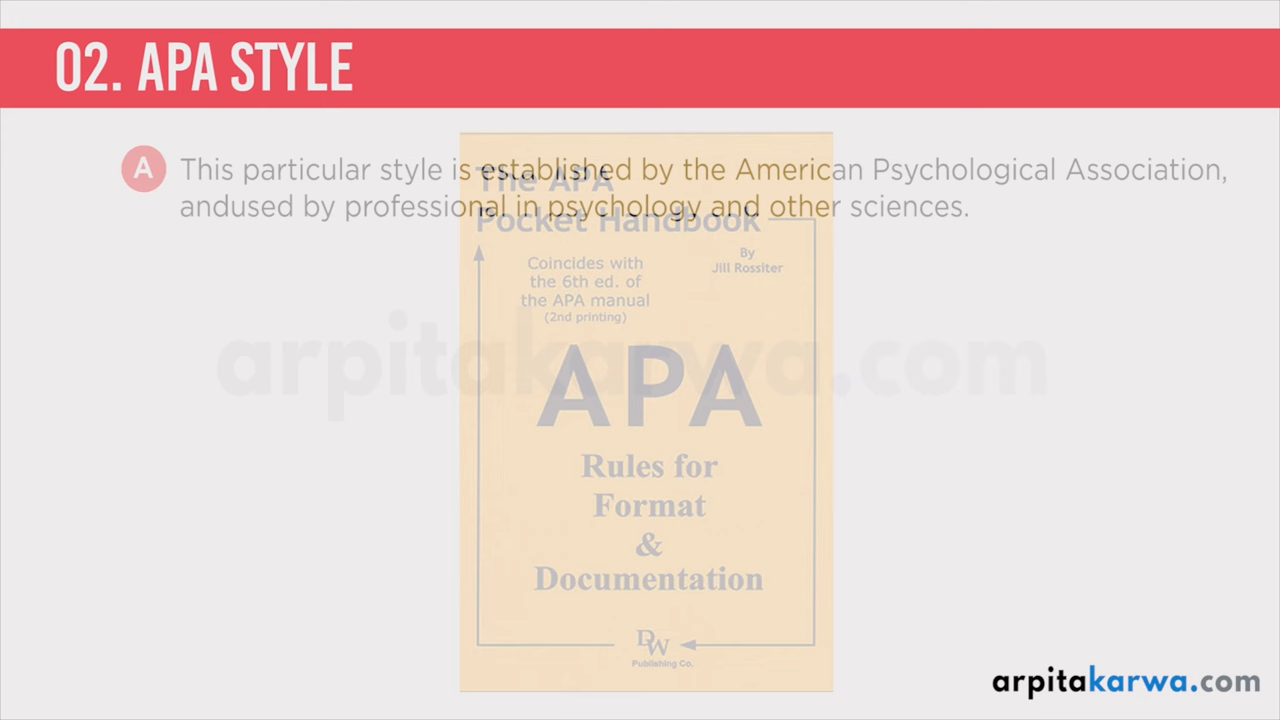 02. APA STYLE
A This particular style is established by the American Psychological Association,
andused by professional in psychology and other sciences.
The APA
Pocket Handbook
By
Jill Rossiter
Coincides with
the 6th ed. of
the APA manual
(2nd printing)
arpitakarwa.com
APA
Rules for
Format
&
Documentation
DW
Publishing Co.
arpitakarwa.com